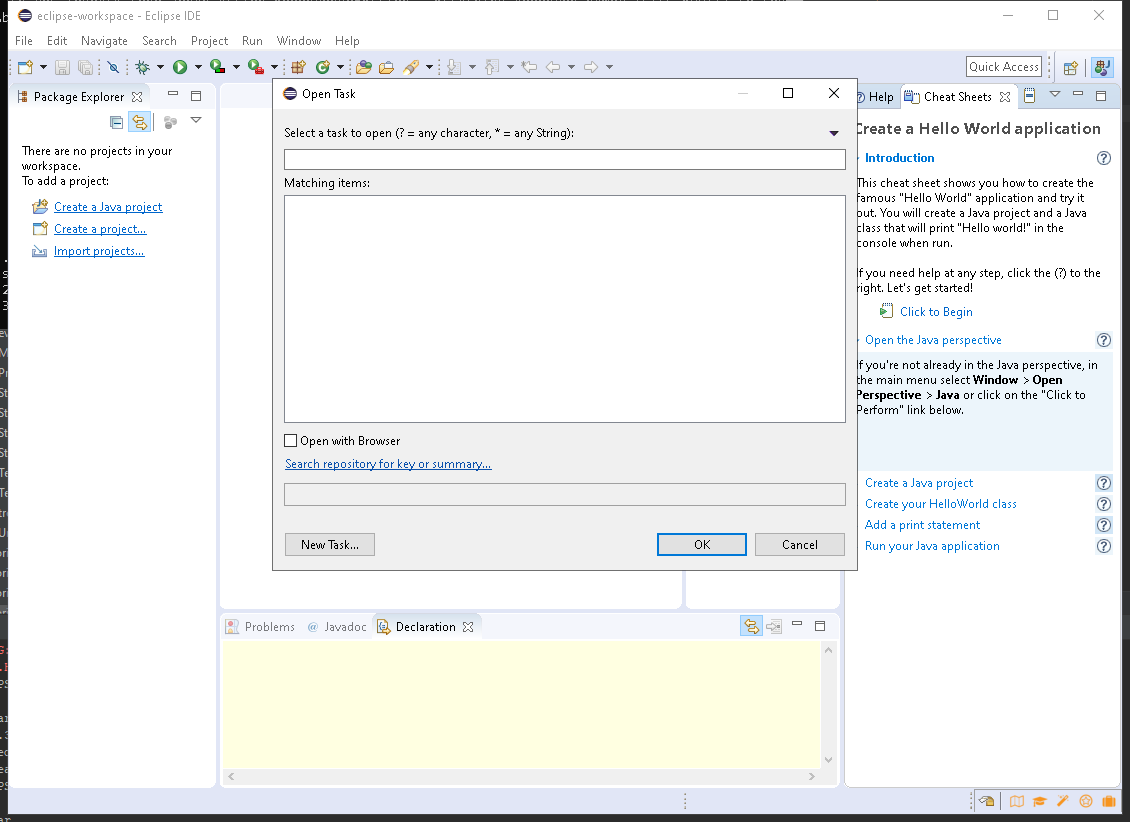 eclipse-workspace - Eclipse IDE
File Edit Navigate Search Project Run Window Help
Quick Access
Package Explorer
There are no projects in your
workspace.
To add a project:
Create a Java project
Create a project...
Import projects...
Open Task
Select a task to open (? = any character, * = any String):
Matching items:
Open with Browser
Search repository for key or summary...
New Task...
OK
Cancel
Help
Cheat Sheets
Create a Hello World application
Introduction
This cheat sheet shows you how to create the
famous "Hello World" application and try it
out. You will create a Java project and a Java
class that will print "Hello world!" in the
console when run.
If you need help at any step, click the (?) to the
right. Let's get started!
Click to Begin
Open the Java perspective
If you're not already in the Java perspective, in
the main menu select Window > Open
Perspective > Java or click on the "Click to
Perform" link below.
Create a Java project
Create your HelloWorld class
Add a print statement
Run your Java application
Problems
@ Javadoc
Declaration